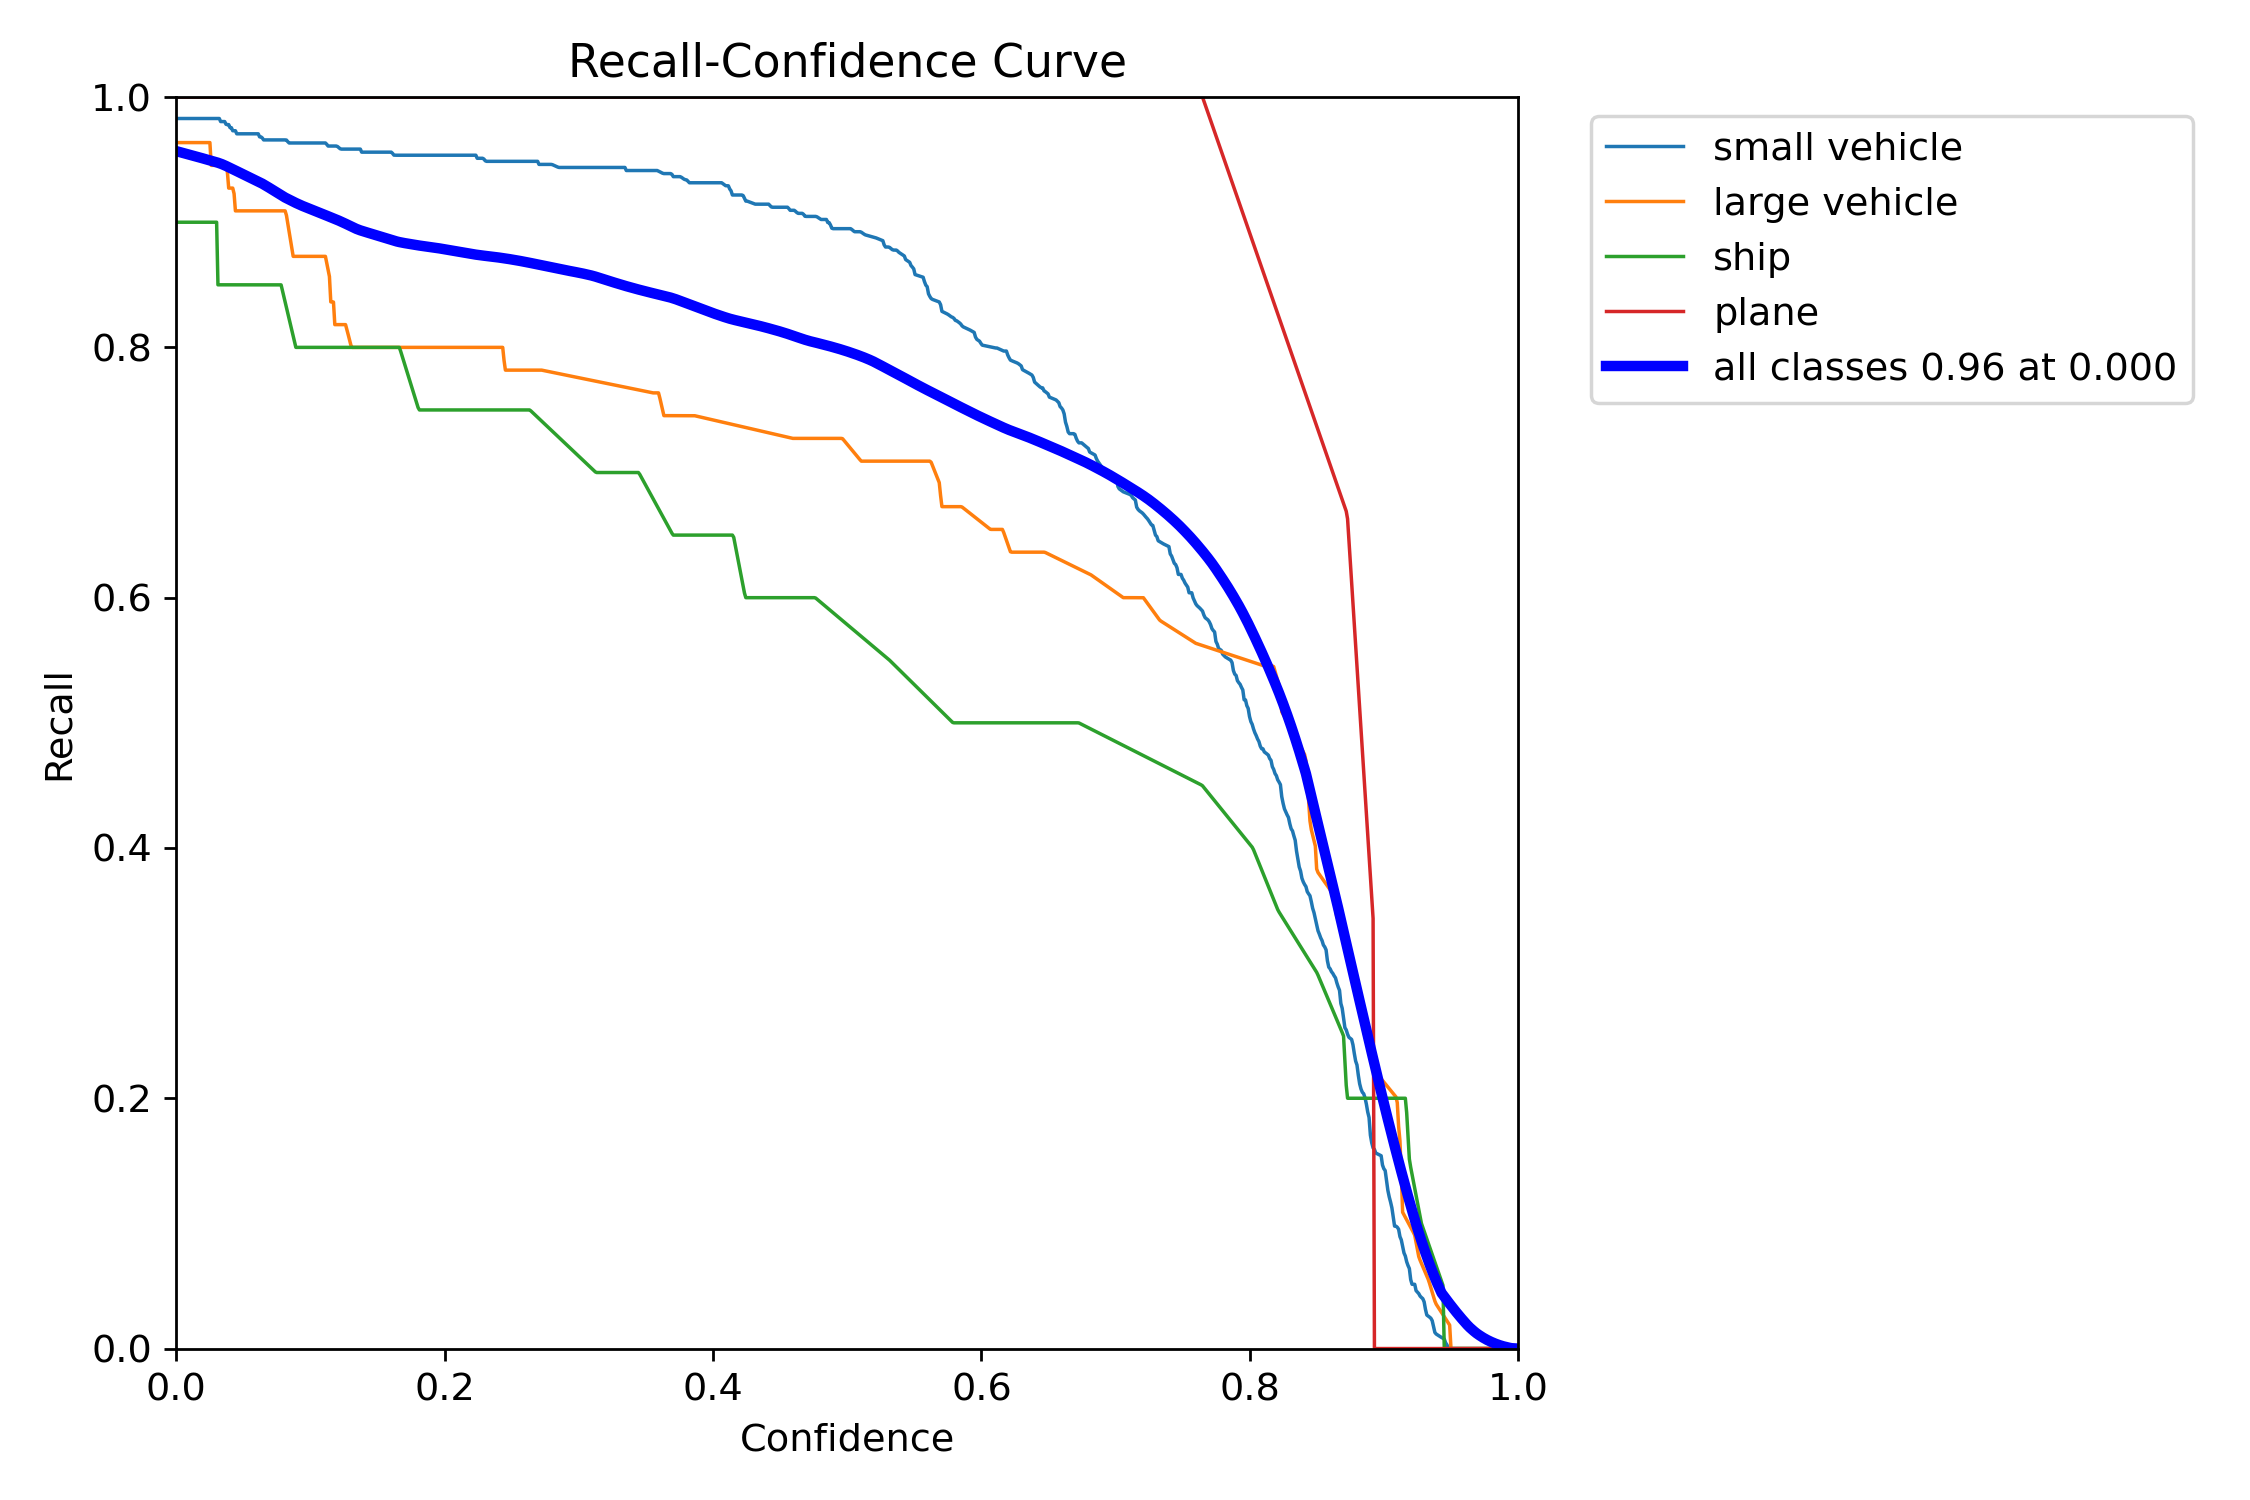 Recall-Confidence Curve
1.0
0.8
0.6
0.4
0.2
0.0
Recall
0.0 0.2 0.4 0.6 0.8 1.0
Confidence
small vehicle
large vehicle
ship
plane
all classes 0.96 at 0.000